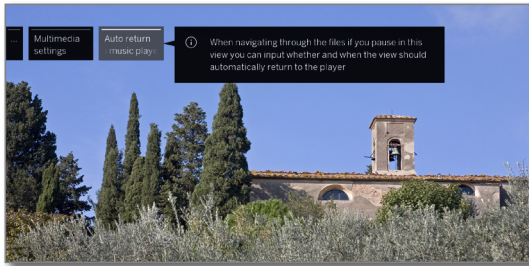 ...
Multimedia
settings
Auto return
music playe
When navigating through the files if you pause in this
view you can input whether and when the view should
automatically return to the player